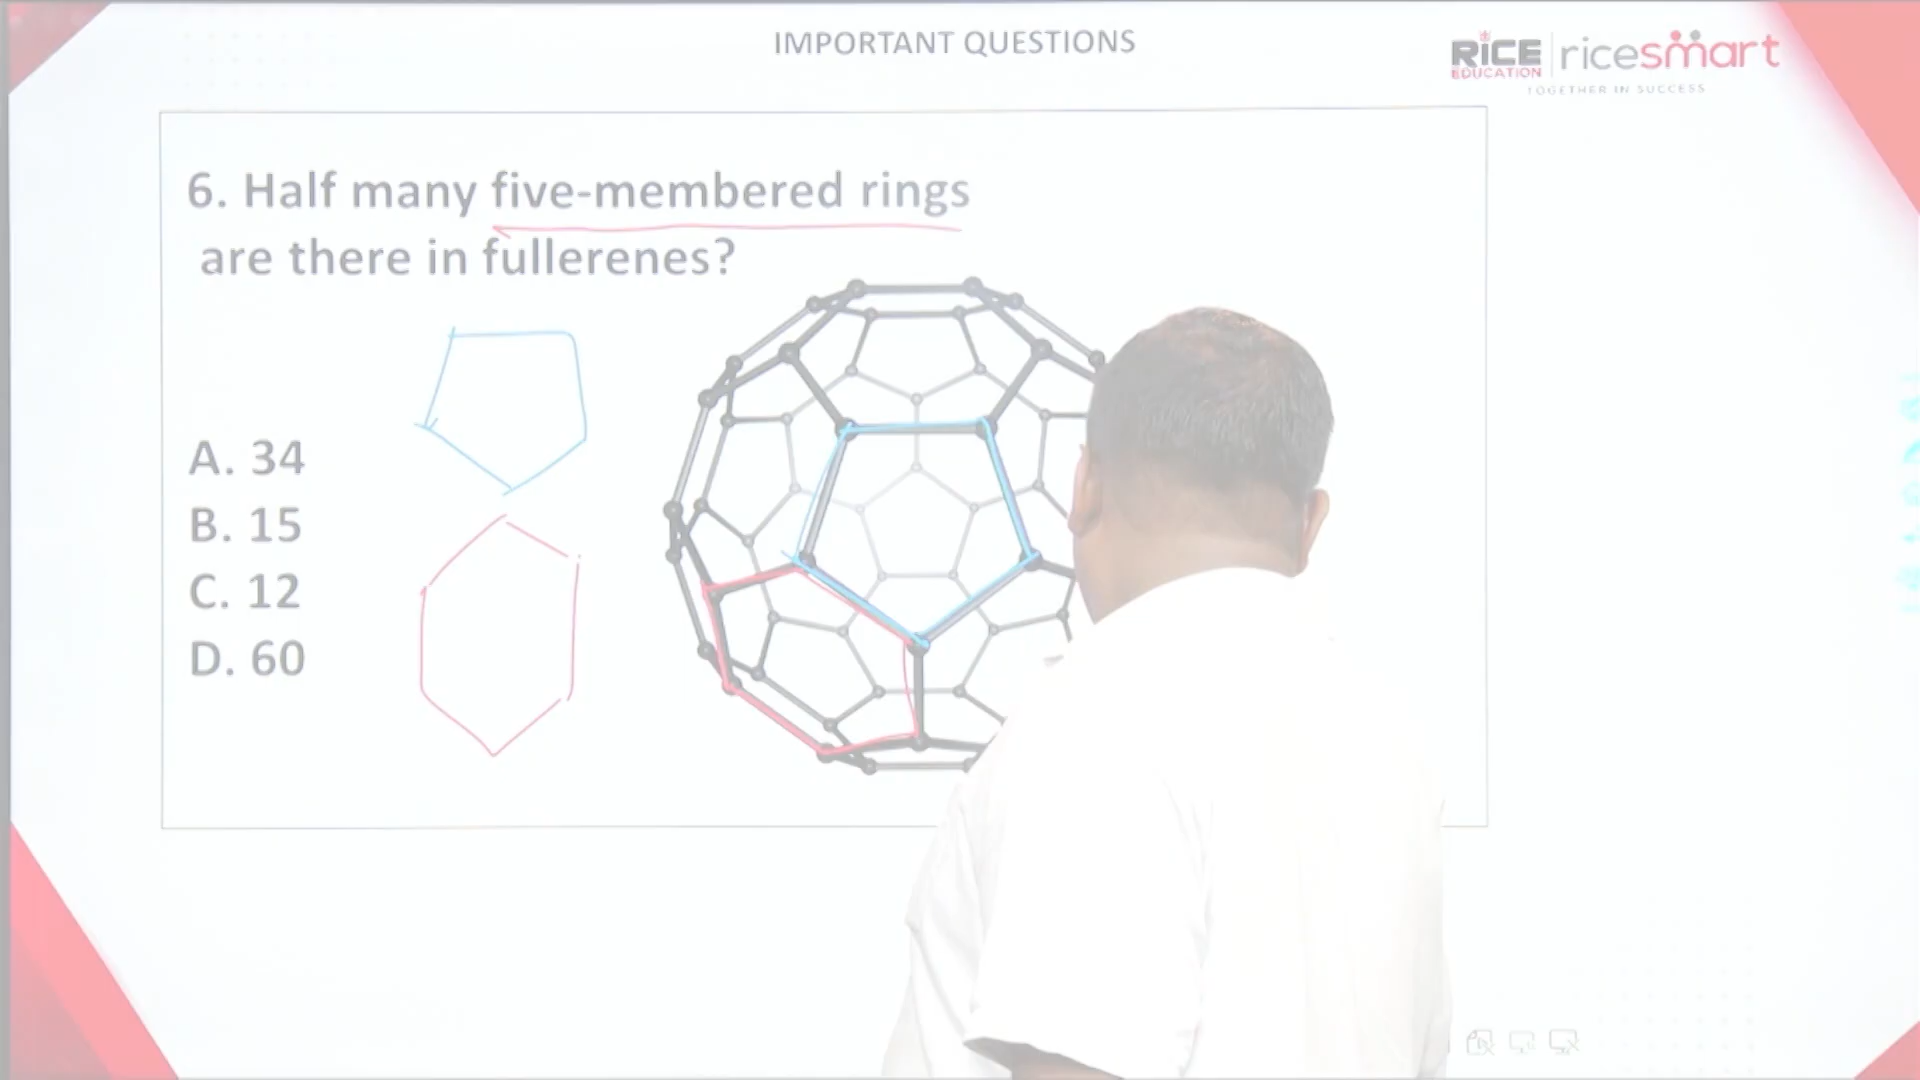 IMPORTANT QUESTIONS
RICE
EDUCATION
ricesmart
TOGETHER IN SUCCESS
6. Half many five-membered rings
are there in fullerenes?
A. 34
B. 15
C. 12
D. 60